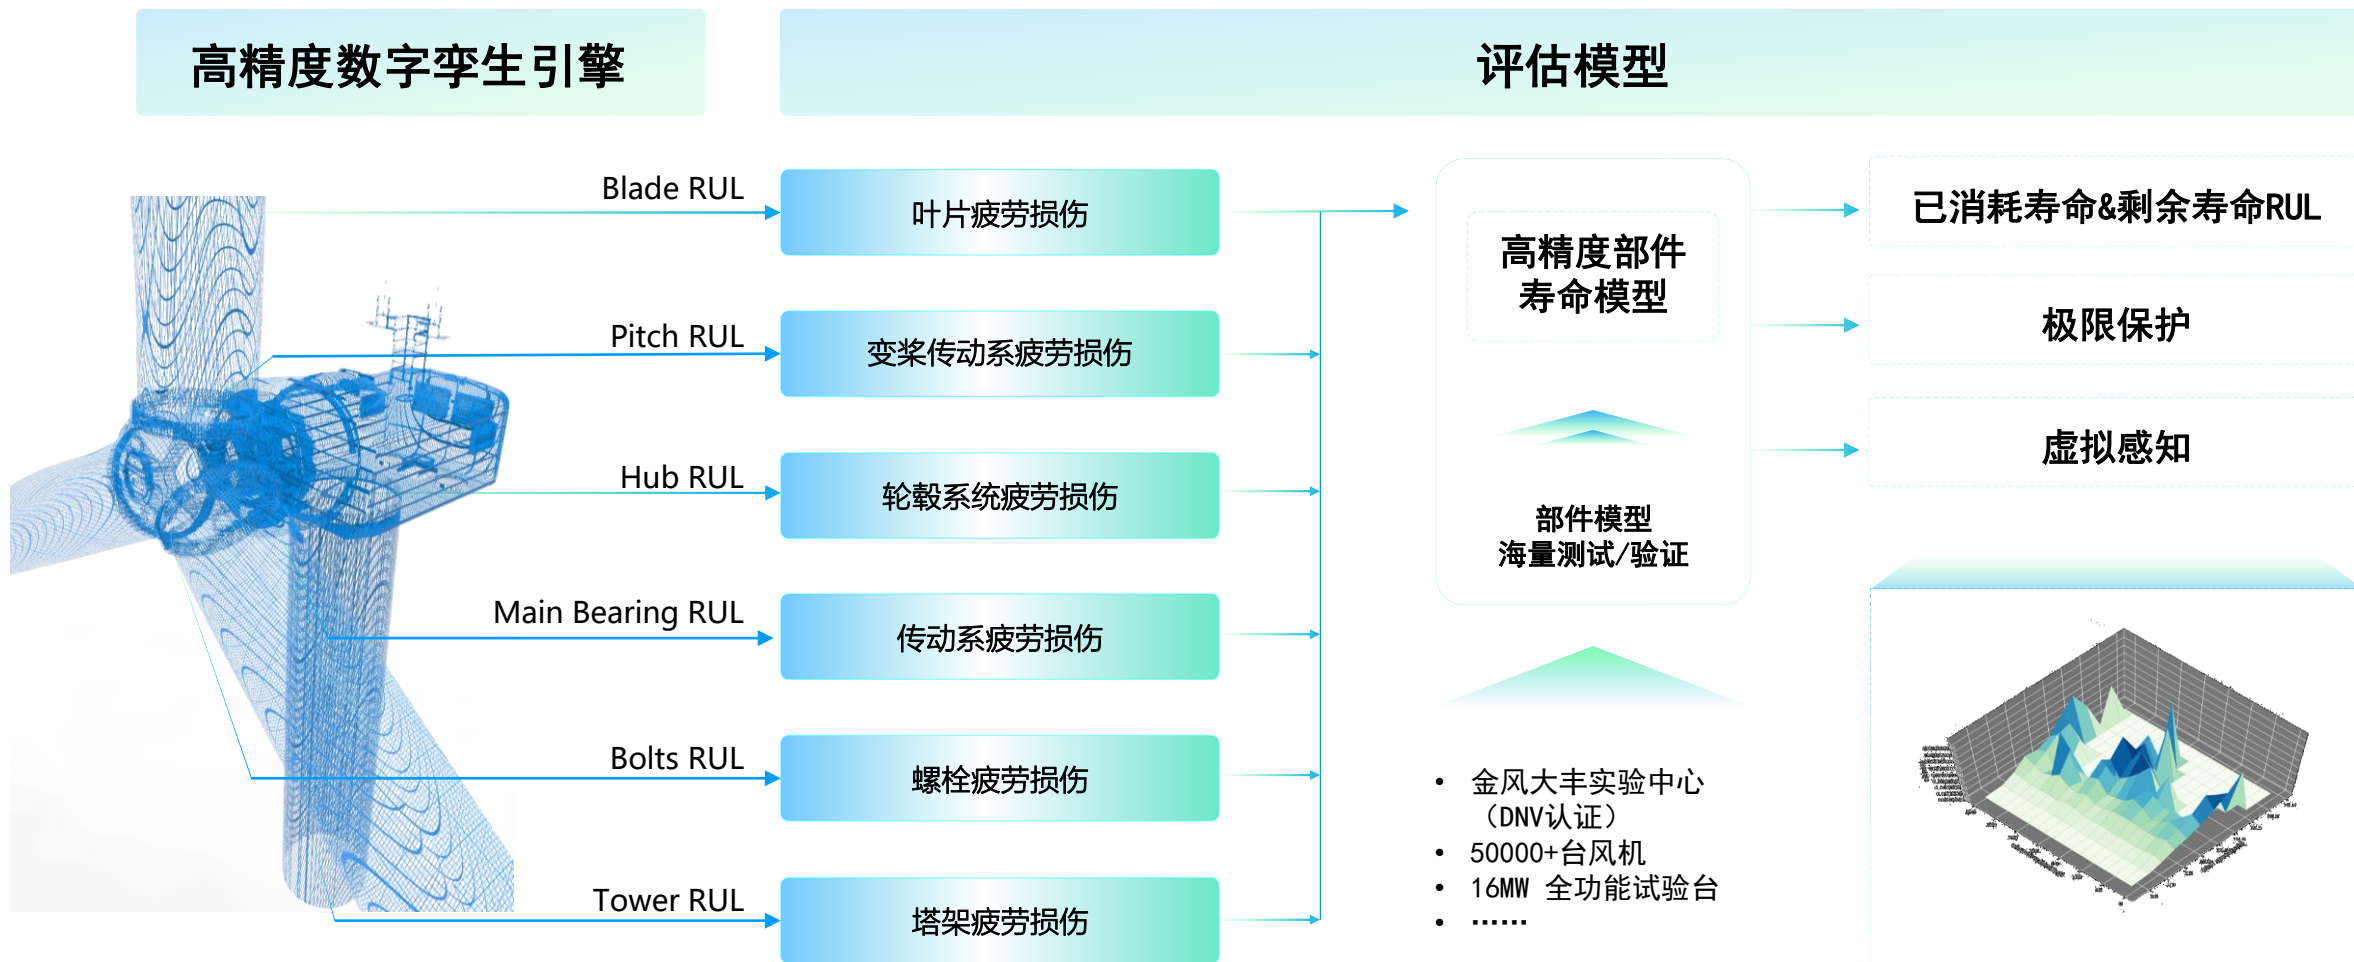 高精度数字孪生引擎
评估模型
Blade RUL
叶片疲劳损伤
Pitch RUL
变桨传动系疲劳损伤
Hub RUL
轮毂系统疲劳损伤
Main Bearing RUL
传动系疲劳损伤
Bolts RUL
螺栓疲劳损伤
Tower RUL
塔架疲劳损伤
高精度部件
寿命模型
部件模型
海量测试/验证
• 金风大丰实验中心
（DNV认证）
• 50000+台风机
• 16MW 全功能试验台
• ······
已消耗寿命&剩余寿命RUL
极限保护
虚拟感知